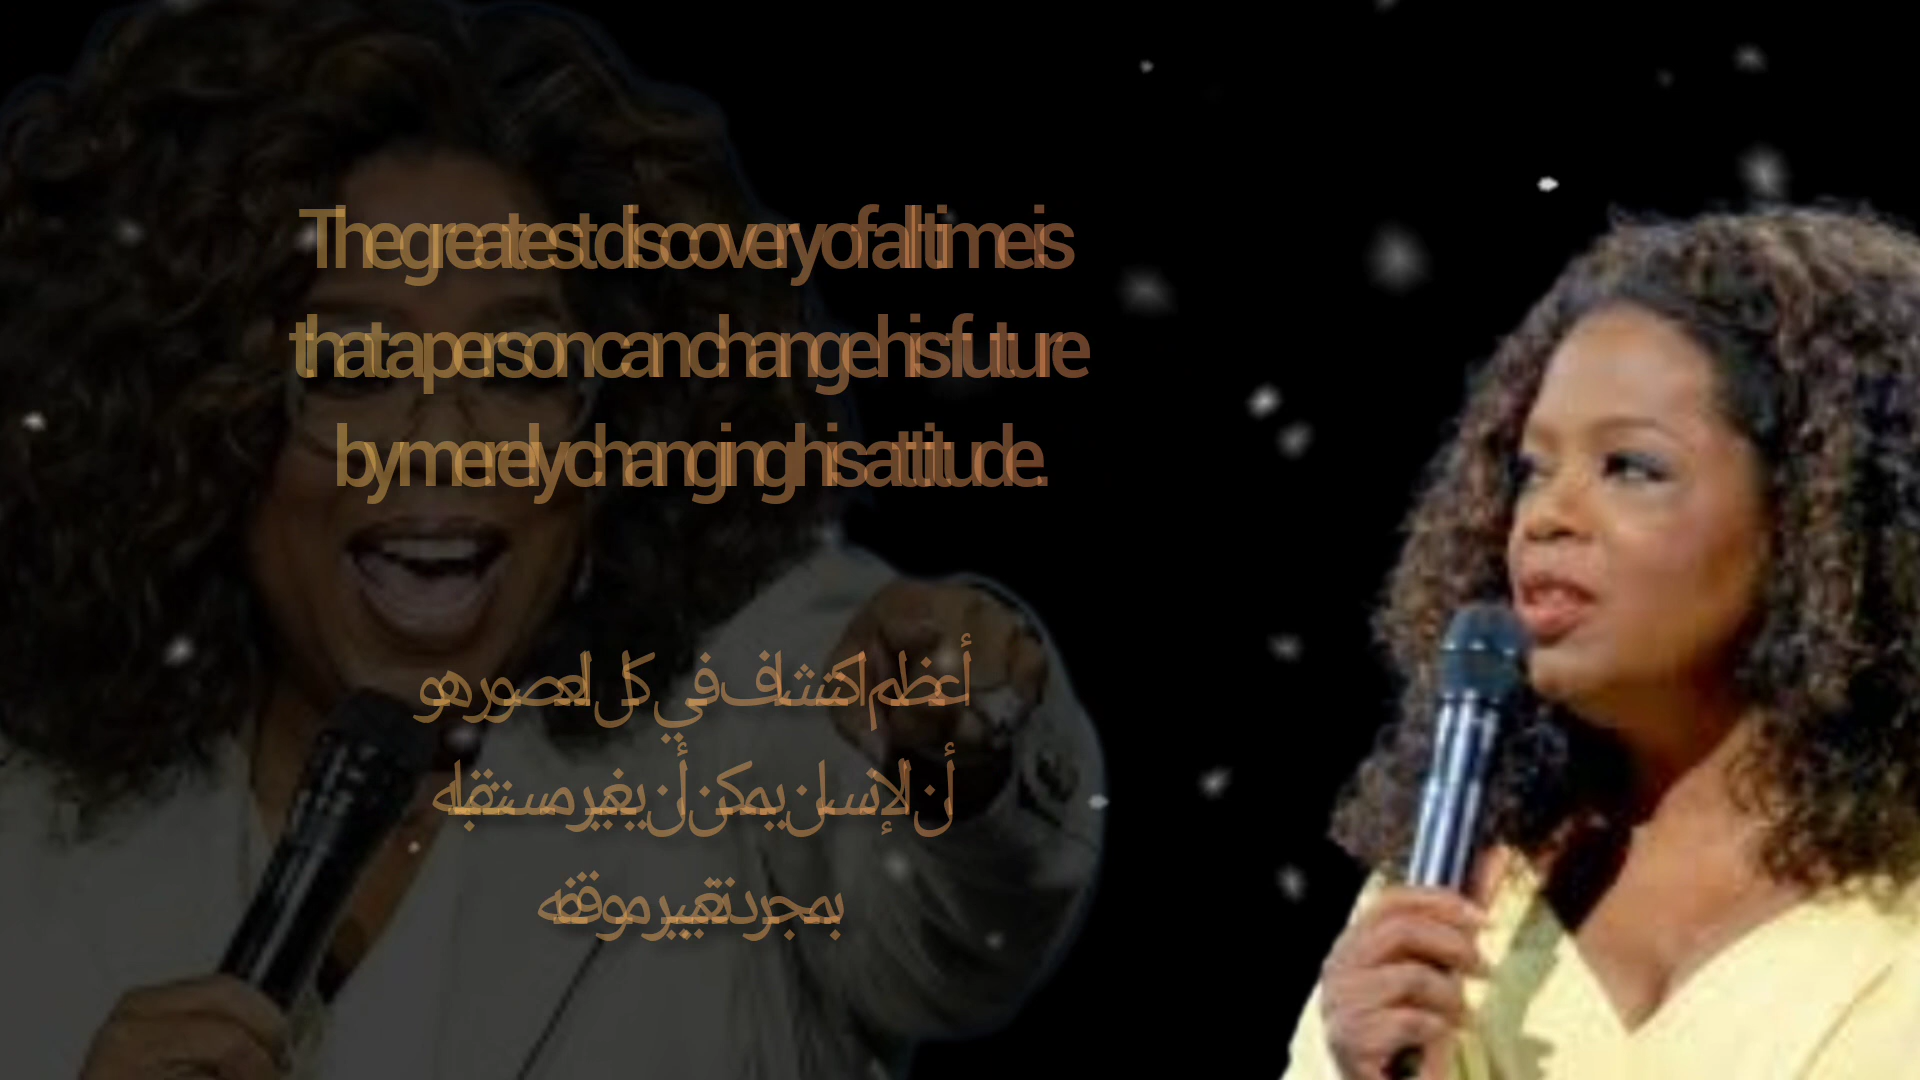 The greatest discovery of all time is
that a person can change his future
by merely changing his attitude.
أعظم اكتشاف في كل العصور هو
أن الإنسان يمكن أن يغير مستقبله
بمجرد تغيير موقفه